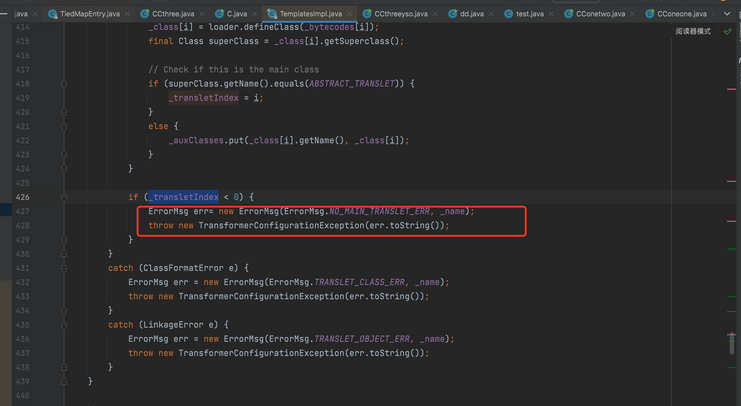 java
TiedMapEntry.java
CCthree.java
C.java
TemplatesImpl.java
CCthreeyso.java
dd.java
test.java
CConetwo.java
CConeone.java
阅读器模式
414 _class[i] = loader.defineClass(_bytecodes[i]);
415 final Class superClass = _class[i].getSuperclass();
416
417 // Check if this is the main class
418 if (superClass.getName().equals(ABSTRACT_TRANSLET)) {
419 _transletIndex = i;
420 }
421 else {
422 _auxClasses.put(_class[i].getName(), _class[i]);
423 }
424 }
425
426 if (_transletIndex < 0) {
427 ErrorMsg err= new ErrorMsg(ErrorMsg.NO_MAIN_TRANSLET_ERR, _name);
428 throw new TransformerConfigurationException(err.toString());
429 }
430 }
431 catch (ClassFormatError e) {
432 ErrorMsg err = new ErrorMsg(ErrorMsg.TRANSLET_CLASS_ERR, _name);
433 throw new TransformerConfigurationException(err.toString());
434 }
435 catch (LinkageError e) {
436 ErrorMsg err = new ErrorMsg(ErrorMsg.TRANSLET_OBJECT_ERR, _name);
437 throw new TransformerConfigurationException(err.toString());
438 }
439 }
440